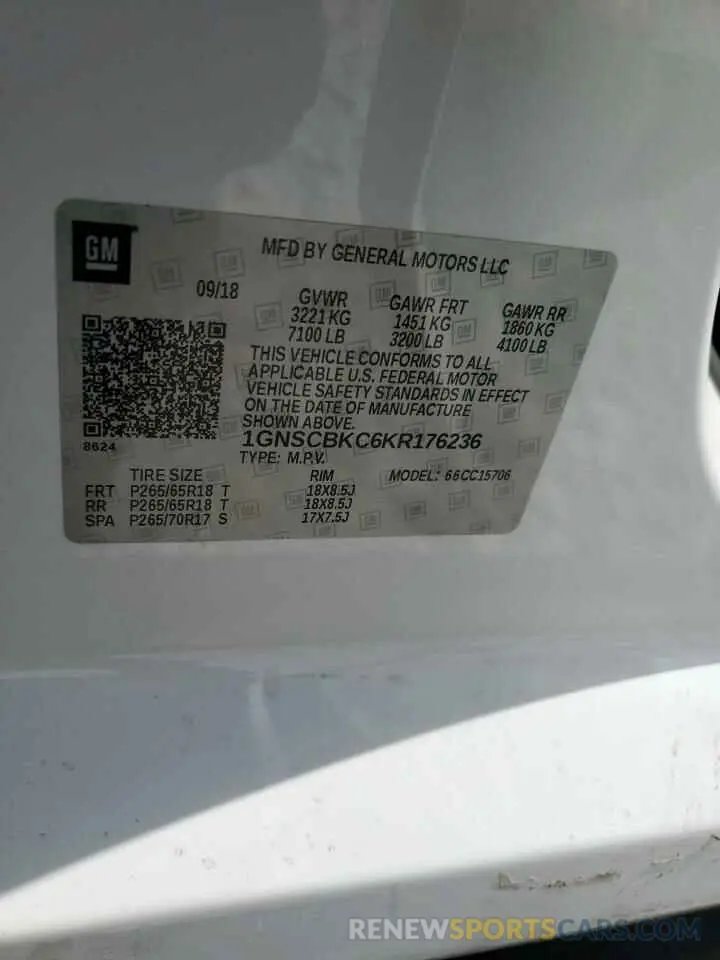 GM
MFD BY GENERAL MOTORS LLC
09/18
GVWR GAWR FRT GAWR RR
3221 KG 1451 KG 1860 KG
7100 LB 3200 LB 4100 LB
THIS VEHICLE CONFORMS TO ALL
APPLICABLE U.S. FEDERAL MOTOR
VEHICLE SAFETY STANDARDS IN EFFECT
ON THE DATE OF MANUFACTURE
SHOWN ABOVE.
8624
1GNSCBKC6KR176236
TYPE: M.P.V. MODEL: 66CC15706
TIRE SIZE RIM
FRT P265/65R18 T 18X8.5J
RR P265/65R18 T 18X8.5J
SPA P265/70R17 S 17X7.5J
RENEWSPORTSCARS.COM